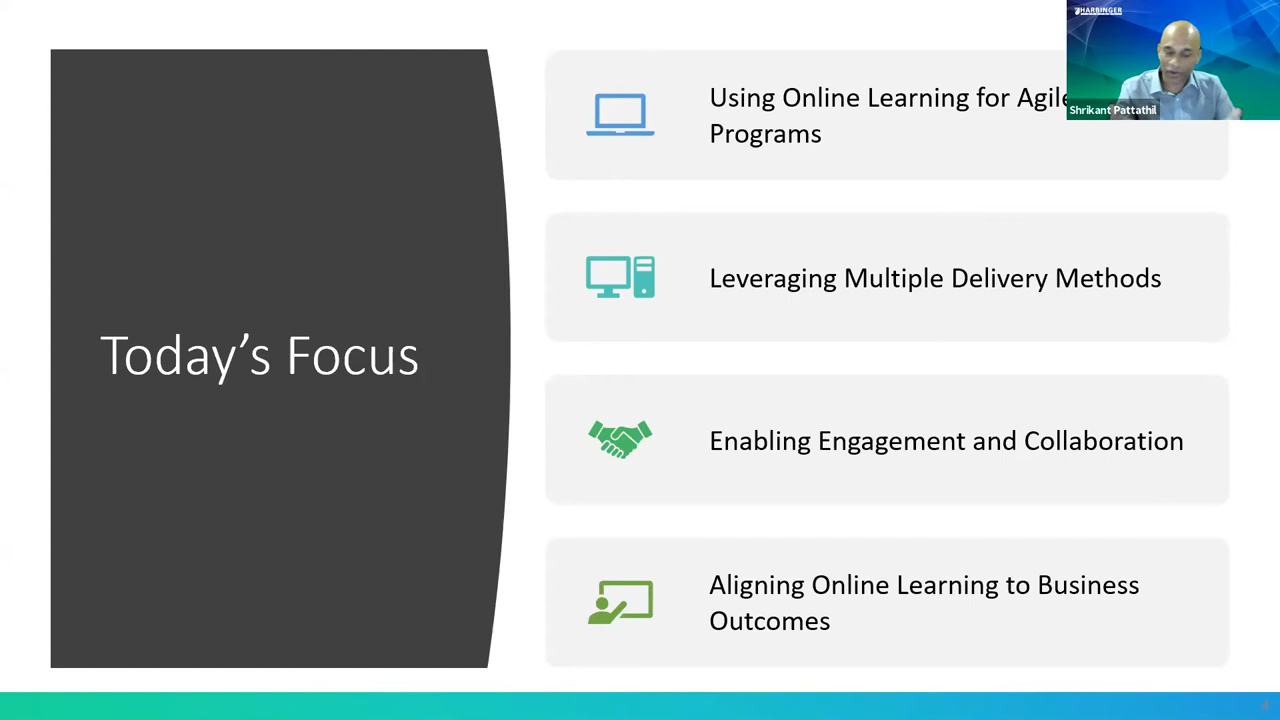 HARBINGER
Shrikant Pattathil
Today’s Focus
Using Online Learning for Agile
Programs
Leveraging Multiple Delivery Methods
Enabling Engagement and Collaboration
Aligning Online Learning to Business
Outcomes
4